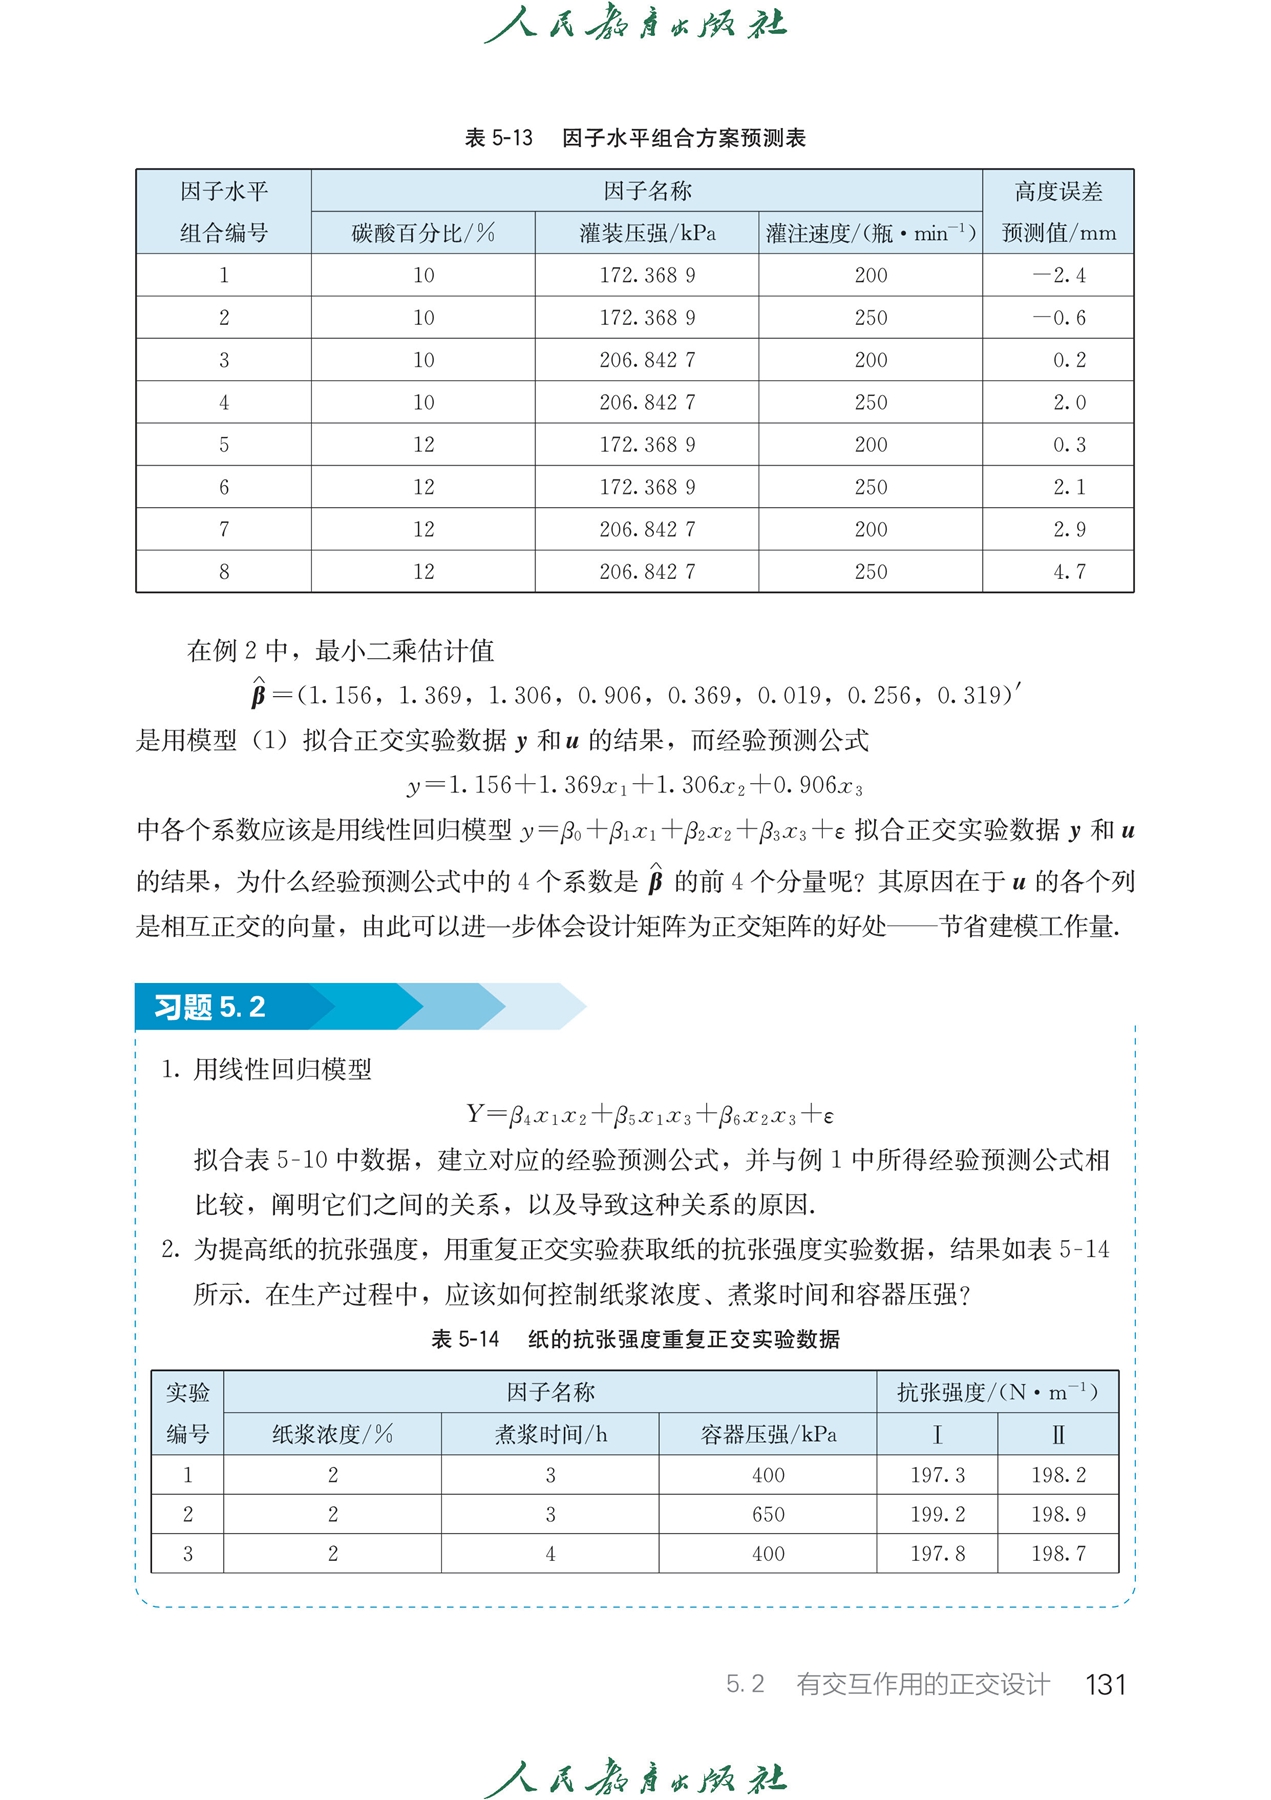 人民教育出版社
表 5-13 因子水平组合方案预测表
因子水平 因子名称 高度误差
组合编号 碳酸百分比/% 灌装压强/kPa 灌注速度/(瓶·min⁻¹) 预测值/mm
1 10 172.368 9 200 −2.4
2 10 172.368 9 250 −0.6
3 10 206.842 7 200 0.2
4 10 206.842 7 250 2.0
5 12 172.368 9 200 0.3
6 12 172.368 9 250 2.1
7 12 206.842 7 200 2.9
8 12 206.842 7 250 4.7
在例 2 中，最小二乘估计值
β̂=(1.156，1.369，1.306，0.906，0.369，0.019，0.256，0.319)′
是用模型（1）拟合正交实验数据 y 和 u 的结果，而经验预测公式
y=1.156+1.369x₁+1.306x₂+0.906x₃
中各个系数应该是用线性回归模型 y=β₀+β₁x₁+β₂x₂+β₃x₃+ε 拟合正交实验数据 y 和 u
的结果，为什么经验预测公式中的 4 个系数是 β̂ 的前 4 个分量呢？其原因在于 u 的各个列
是相互正交的向量，由此可以进一步体会设计矩阵为正交矩阵的好处——节省建模工作量.
习题 5.2
1. 用线性回归模型
Y=β₄x₁x₂+β₅x₁x₃+β₆x₂x₃+ε
拟合表 5-10 中数据，建立对应的经验预测公式，并与例 1 中所得经验预测公式相
比较，阐明它们之间的关系，以及导致这种关系的原因.
2. 为提高纸的抗张强度，用重复正交实验获取纸的抗张强度实验数据，结果如表 5-14
所示. 在生产过程中，应该如何控制纸浆浓度、煮浆时间和容器压强？
表 5-14 纸的抗张强度重复正交实验数据
实验 因子名称 抗张强度/(N·m⁻¹)
编号 纸浆浓度/% 煮浆时间/h 容器压强/kPa Ⅰ Ⅱ
1 2 3 400 197.3 198.2
2 2 3 650 199.2 198.9
3 2 4 400 197.8 198.7
5.2 有交互作用的正交设计 131
人民教育出版社